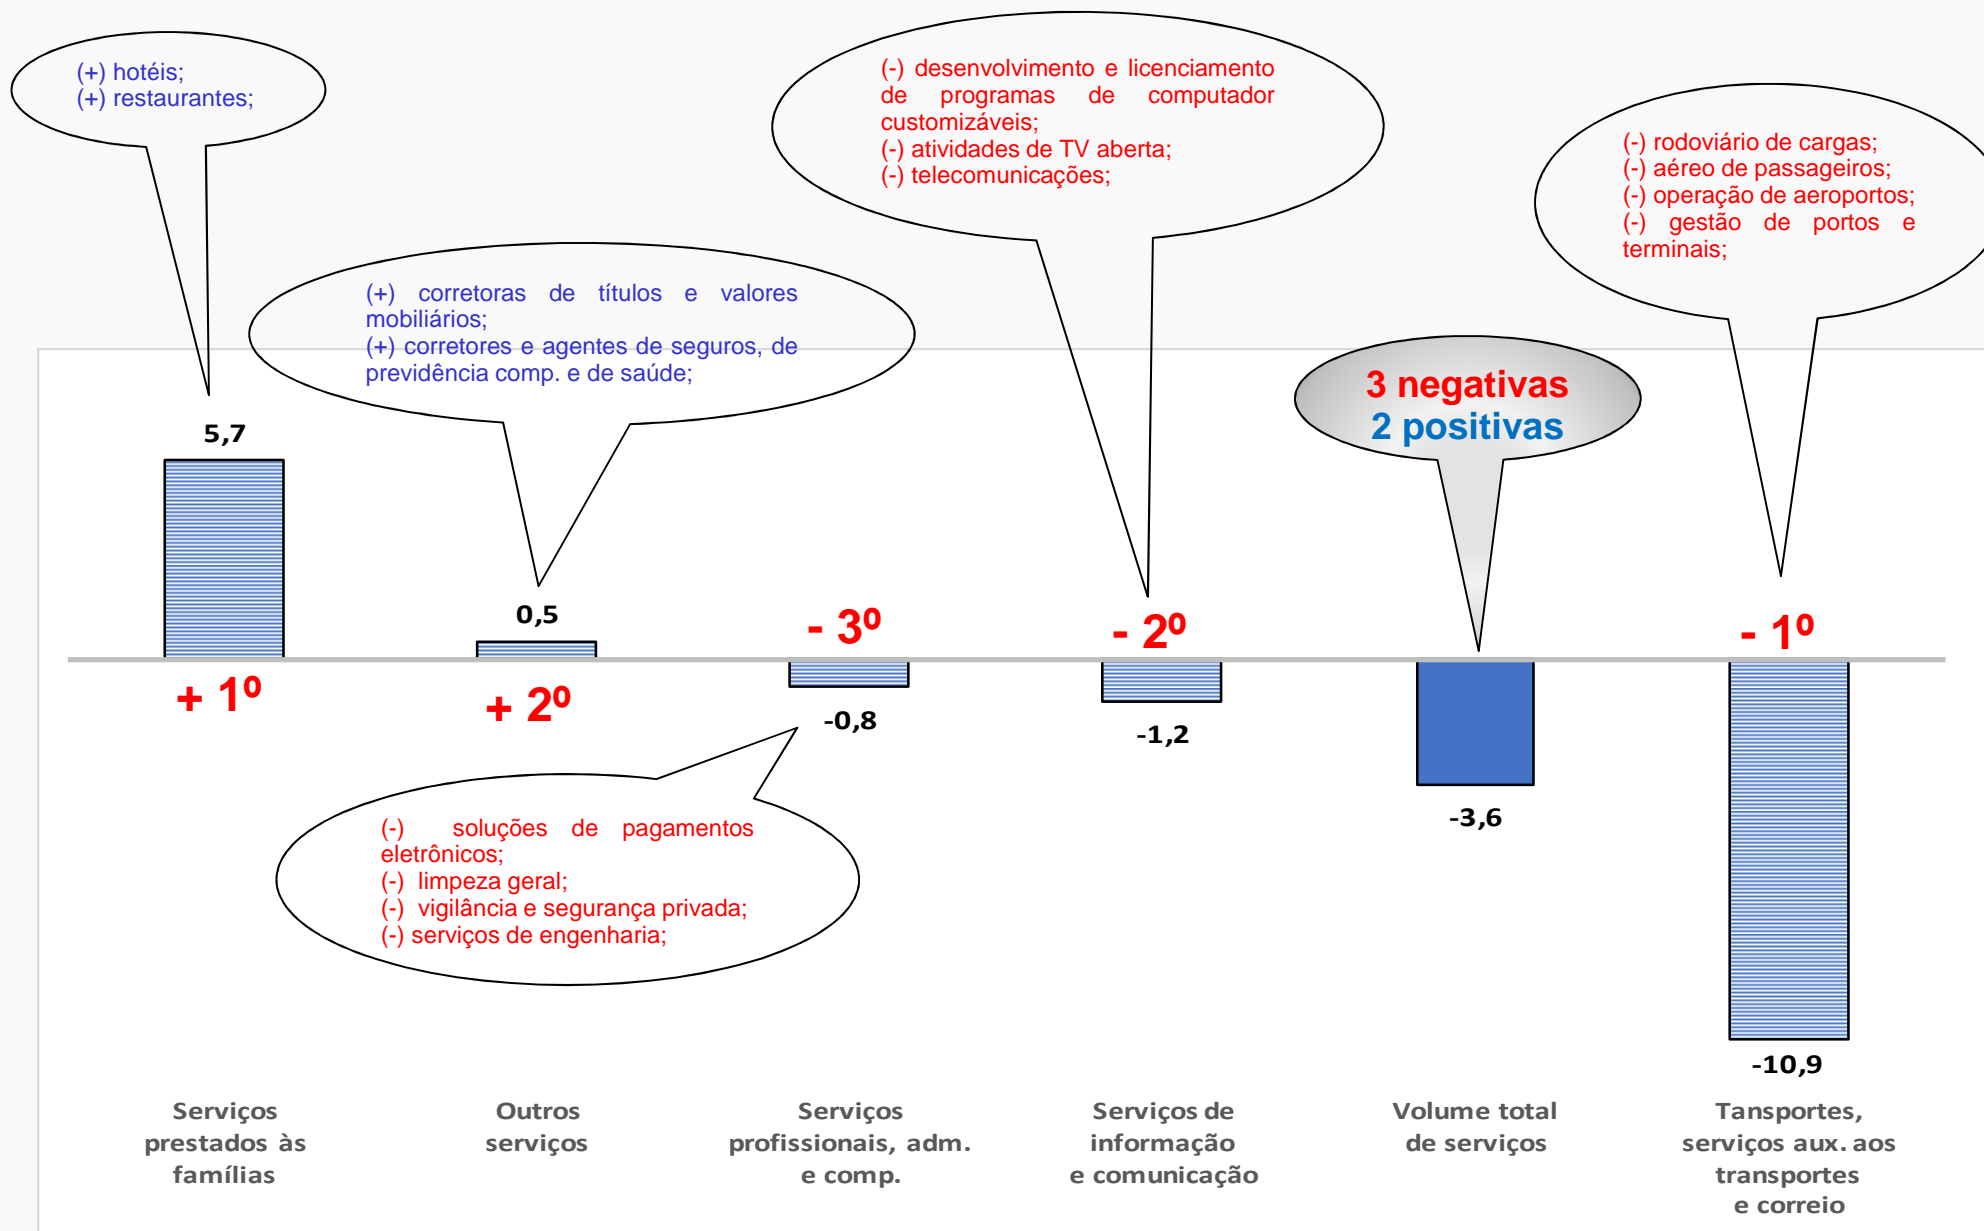 (+) hotéis;
(+) restaurantes;
(-) desenvolvimento e licenciamento
de programas de computador
customizáveis;
(-) atividades de TV aberta;
(-) telecomunicações;
(-) rodoviário de cargas;
(-) aéreo de passageiros;
(-) operação de aeroportos;
(-) gestão de portos e
terminais;
(+) corretoras de títulos e valores
mobiliários;
(+) corretores e agentes de seguros, de
previdência comp. e de saúde;
3 negativas
2 positivas
5,7
0,5
- 3º
- 2º
- 1º
+ 1º
+ 2º
-0,8
-1,2
-3,6
-10,9
(-) soluções de pagamentos
eletrônicos;
(-) limpeza geral;
(-) vigilância e segurança privada;
(-) serviços de engenharia;
Serviços
prestados às
famílias
Outros
serviços
Serviços
profissionais, adm.
e comp.
Serviços de
informação
e comunicação
Volume total
de serviços
Tansportes,
serviços aux. aos
transportes
e correio